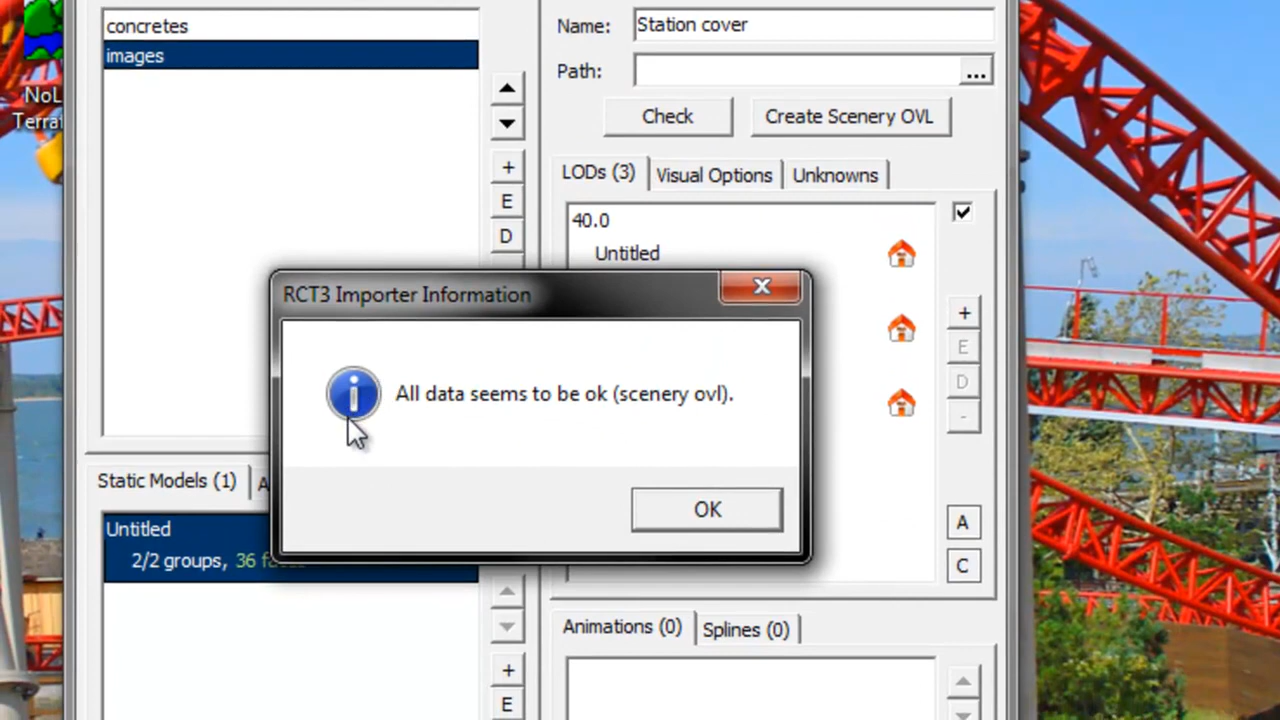 concretes
images
Name:
Station cover
Path:
...
Check
Create Scenery OVL
LODs (3)
Visual Options
Unknowns
40.0
Untitled
+
E
D
+
E
D
-
A
C
NoL
Terra
RCT3 Importer Information
All data seems to be ok (scenery ovl).
OK
Static Models (1)
A
Untitled
2/2 groups, 36
+
E
Animations (0)
Splines (0)